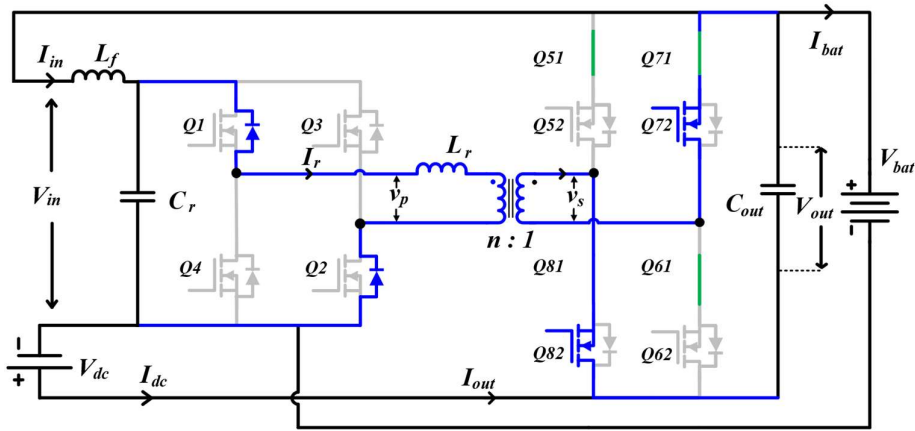 I_in L_f Q51 Q71 I_bat
Q1 Q3 Q52 Q72
I_r L_r
V_in C_r v_p v_s C_out V_out V_bat
n : 1
Q4 Q2 Q81 Q61
Q82 Q62
V_dc I_dc I_out